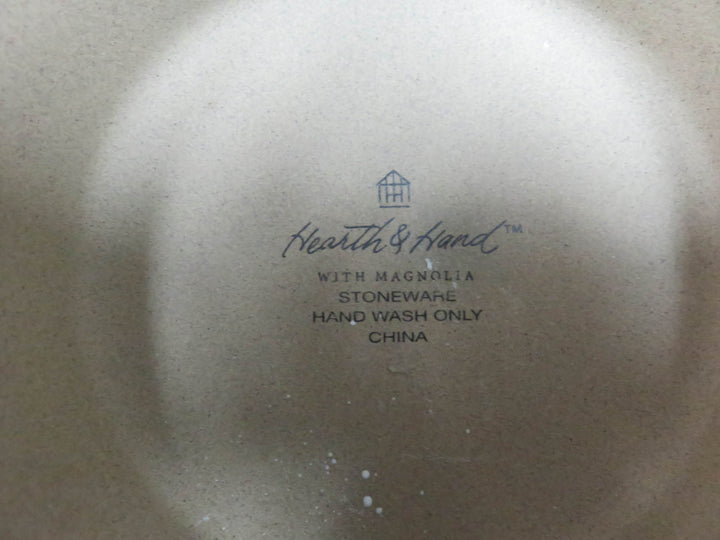 Hearth & Hand™
WITH MAGNOLIA
STONEWARE
HAND WASH ONLY
CHINA